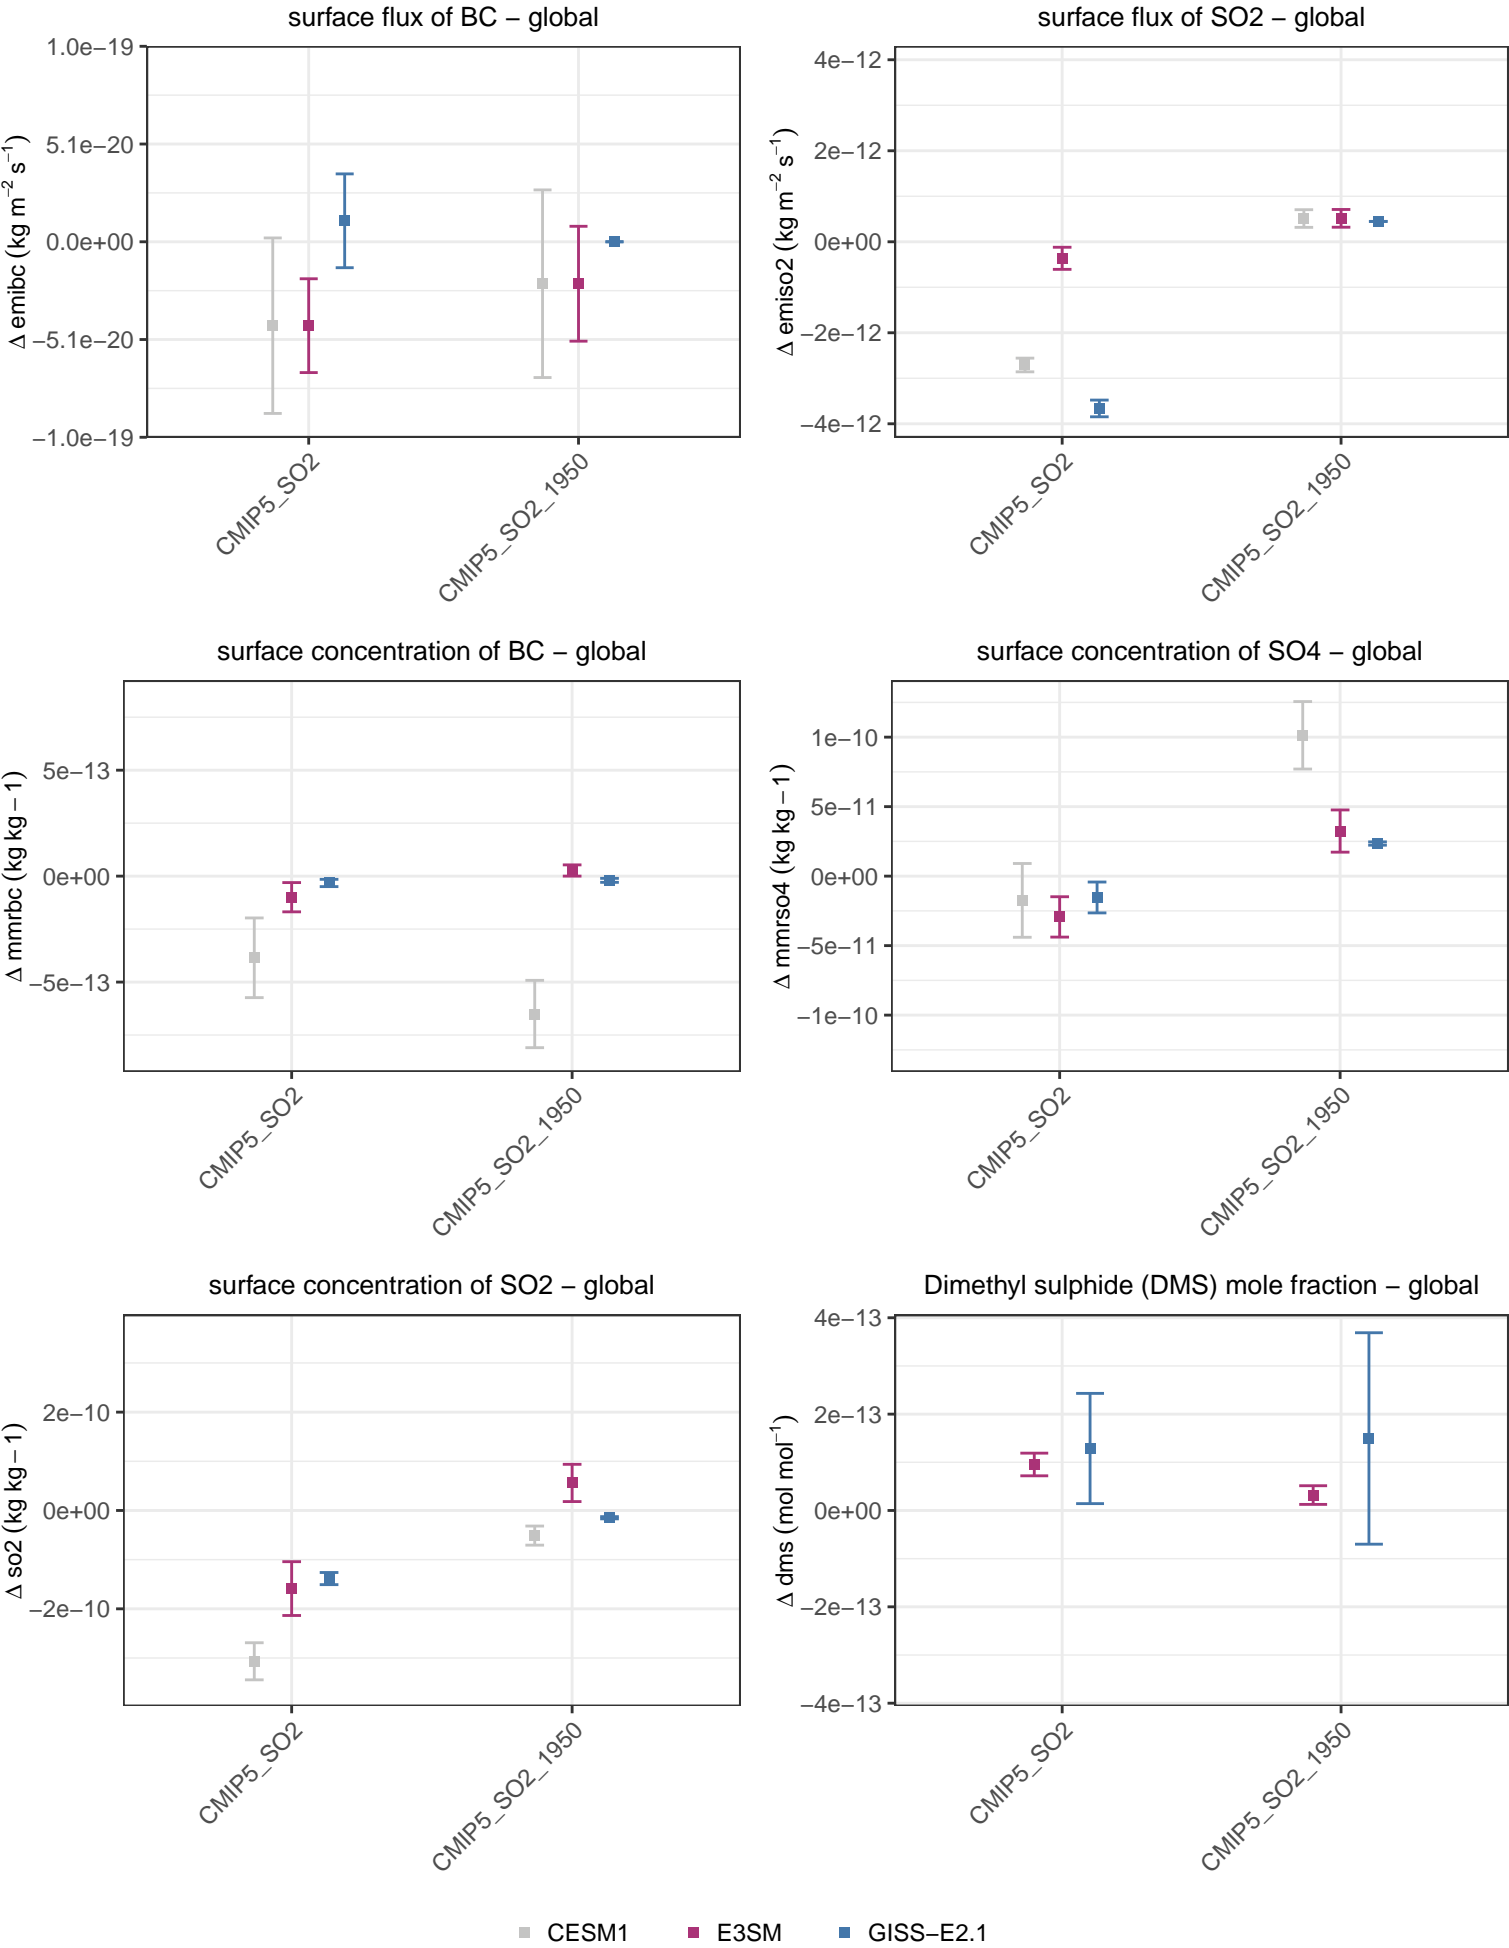 surface flux of BC − global
surface flux of SO2 − global
Δ emibc (kg m⁻² s⁻¹)
1.0e−19
5.1e−20
0.0e+00
−5.1e−20
−1.0e−19
CMIP5_SO2
CMIP5_SO2_1950
Δ emiso2 (kg m⁻² s⁻¹)
4e−12
2e−12
0e+00
−2e−12
−4e−12
CMIP5_SO2
CMIP5_SO2_1950
surface concentration of BC − global
surface concentration of SO4 − global
Δ mmrbc (kg kg − 1)
5e−13
0e+00
−5e−13
CMIP5_SO2
CMIP5_SO2_1950
Δ mmrso4 (kg kg − 1)
1e−10
5e−11
0e+00
−5e−11
−1e−10
CMIP5_SO2
CMIP5_SO2_1950
surface concentration of SO2 − global
Dimethyl sulphide (DMS) mole fraction − global
Δ so2 (kg kg − 1)
2e−10
0e+00
−2e−10
CMIP5_SO2
CMIP5_SO2_1950
Δ dms (mol mol⁻¹)
4e−13
2e−13
0e+00
−2e−13
−4e−13
CMIP5_SO2
CMIP5_SO2_1950
CESM1 E3SM GISS−E2.1